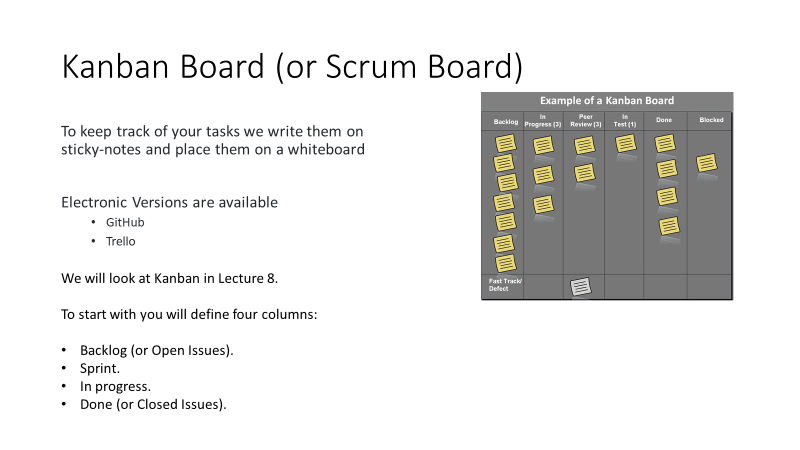 Kanban Board (or Scrum Board)
To keep track of your tasks we write them on
sticky-notes and place them on a whiteboard
Electronic Versions are available
• GitHub
• Trello
We will look at Kanban in Lecture 8.
To start with you will define four columns:
• Backlog (or Open Issues).
• Sprint.
• In progress.
• Done (or Closed Issues).
Example of a Kanban Board
Backlog
In
Progress (3)
Peer
Review (3)
In
Test (1)
Done
Blocked
Fast Track/
Defect